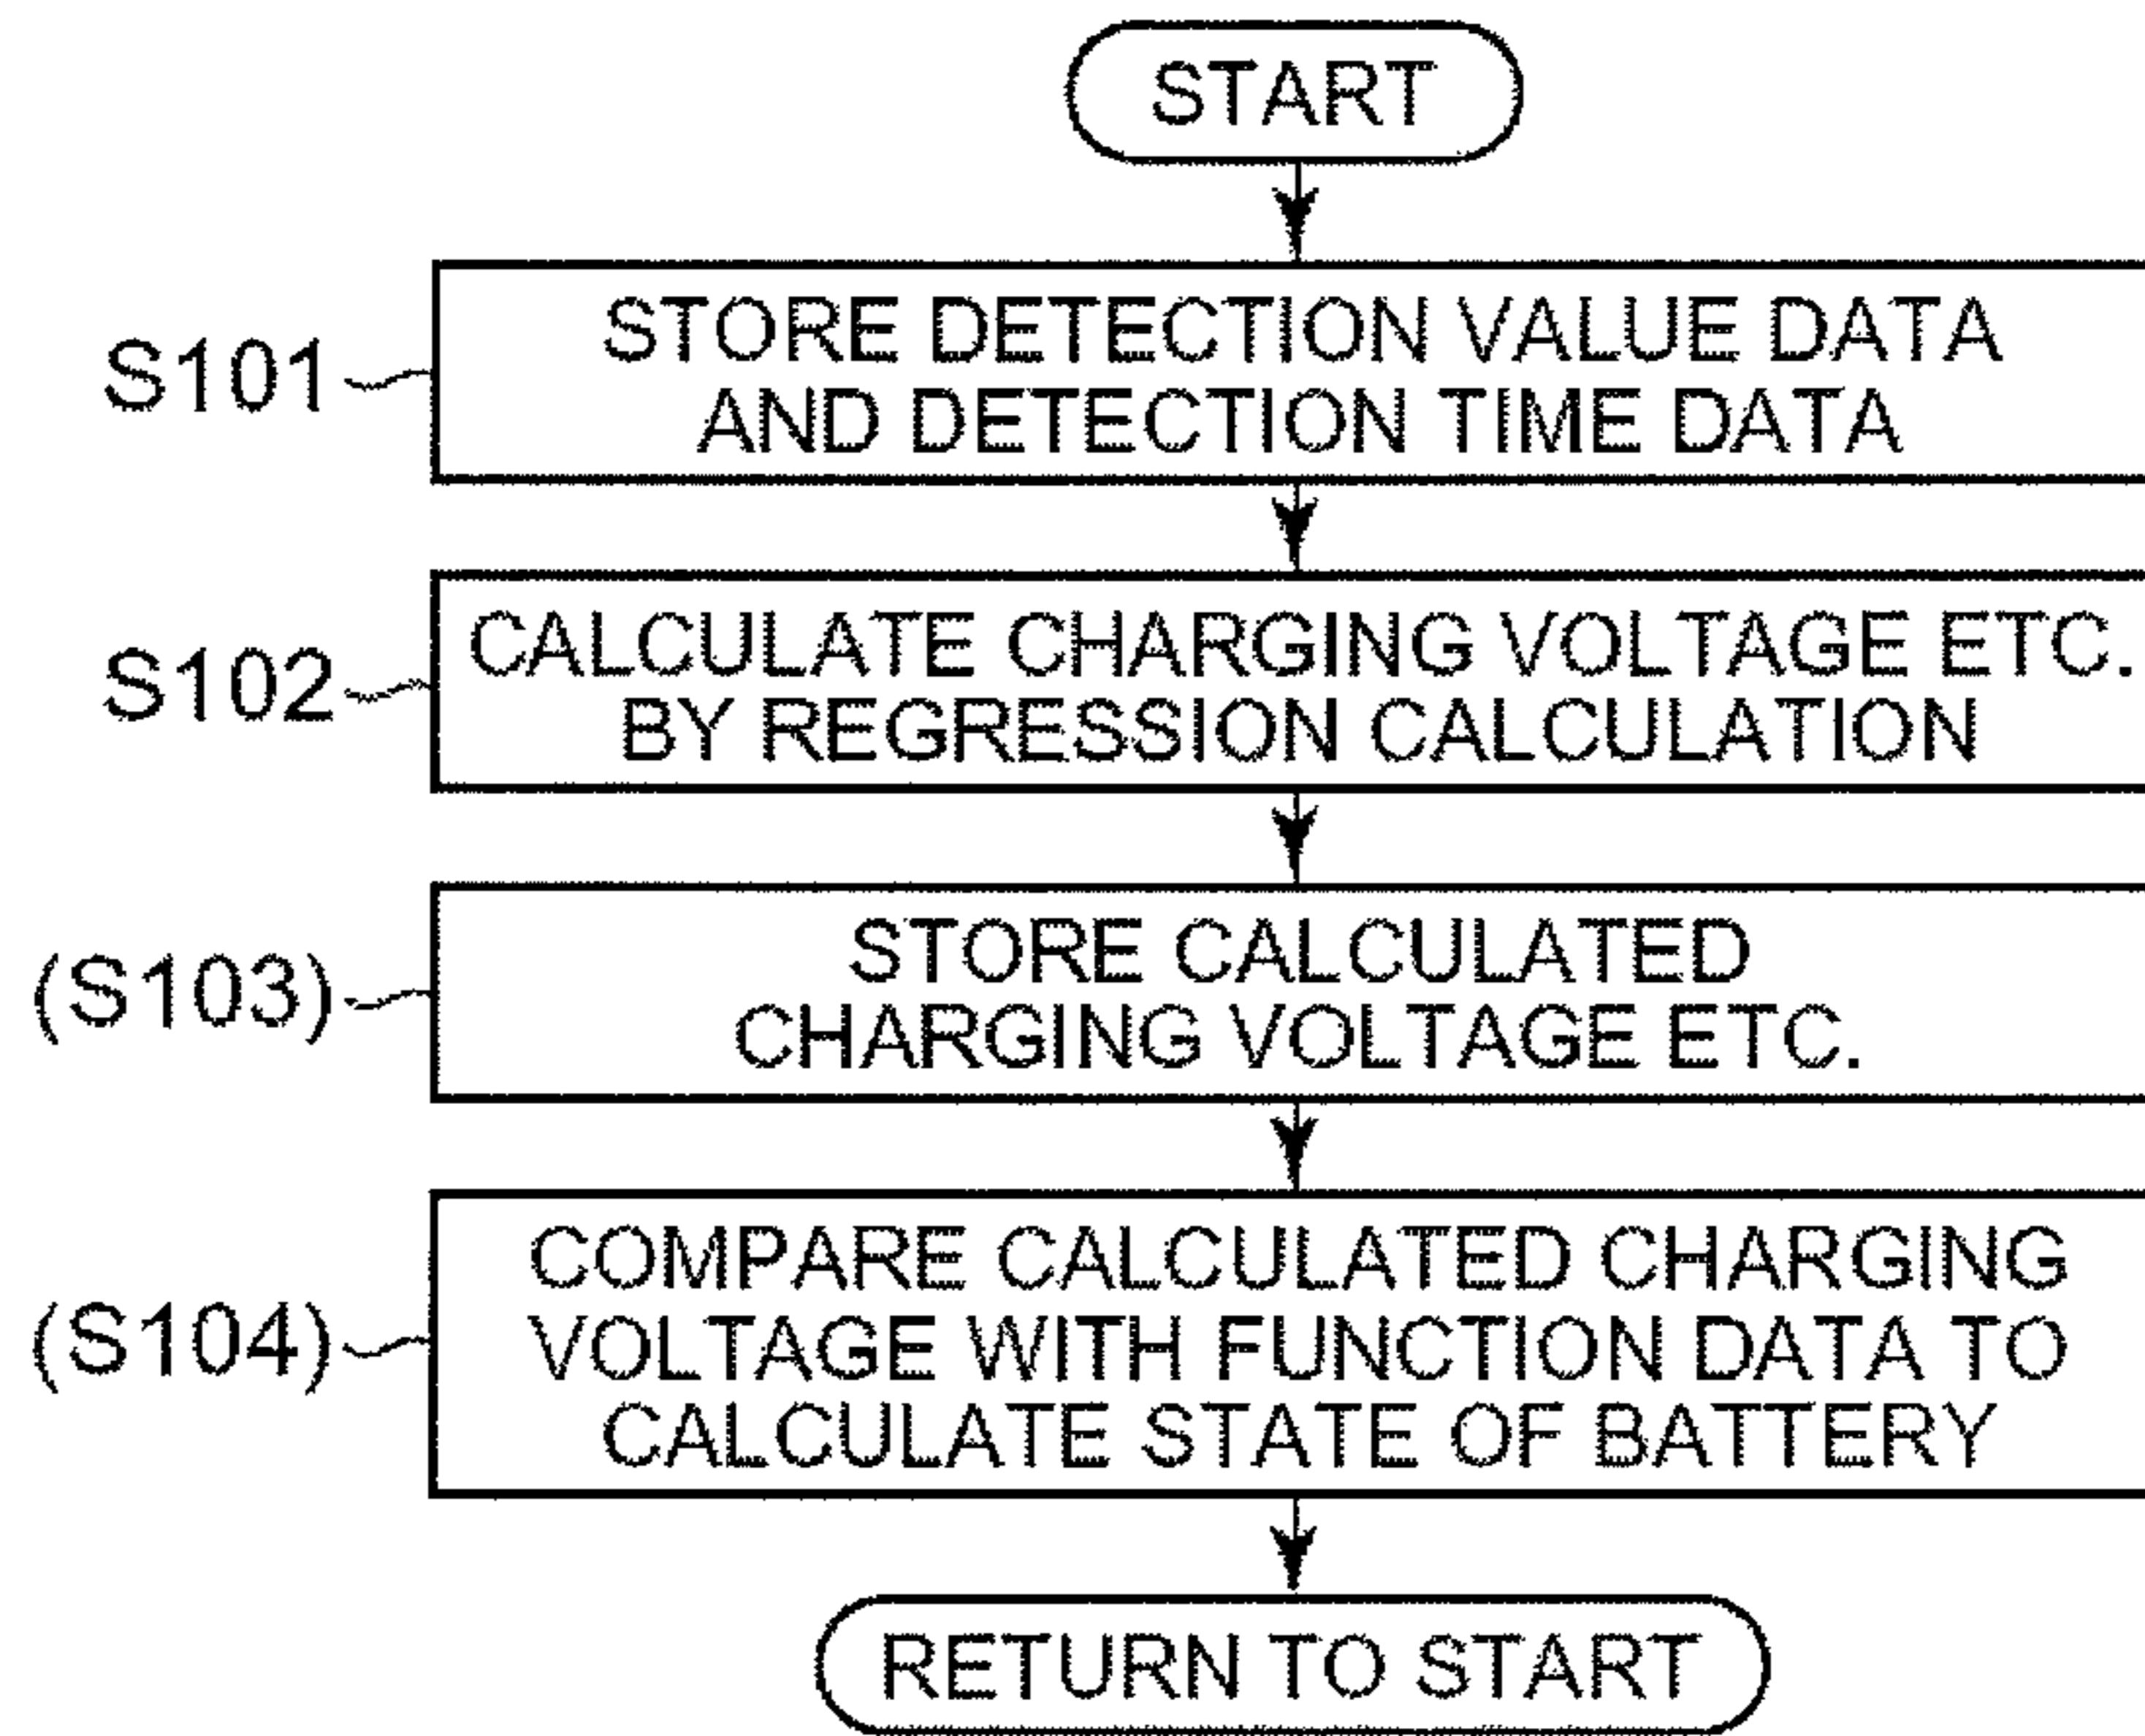 START
S101
STORE DETECTION VALUE DATA
AND DETECTION TIME DATA
S102
CALCULATE CHARGING VOLTAGE ETC.
BY REGRESSION CALCULATION
(S103)
STORE CALCULATED
CHARGING VOLTAGE ETC.
(S104)
COMPARE CALCULATED CHARGING
VOLTAGE WITH FUNCTION DATA TO
CALCULATE STATE OF BATTERY
RETURN TO START